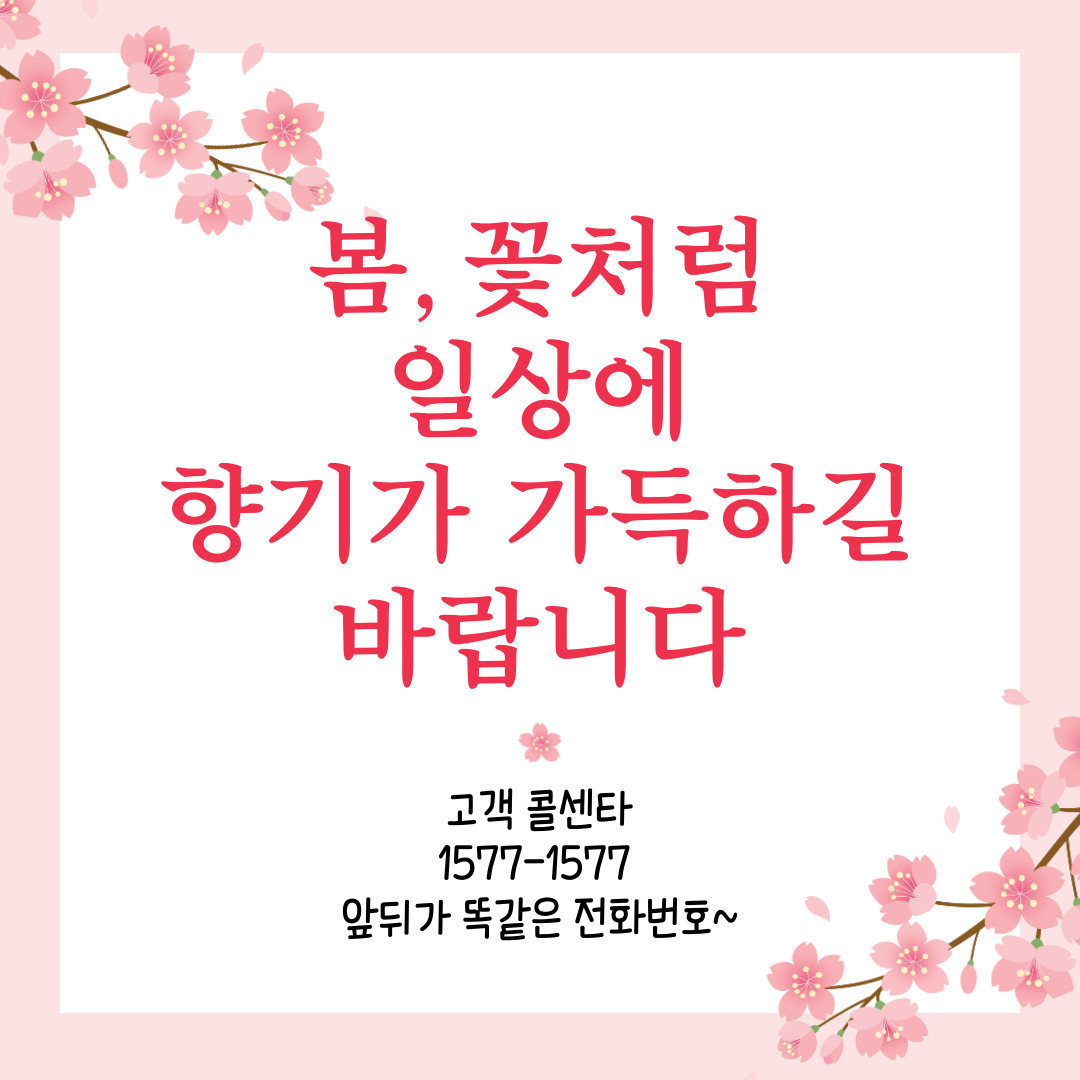 봄, 꽃처럼
일상에
향기가 가득하길
바랍니다
고객 콜센타
1577-1577
앞뒤가 똑같은 전화번호~